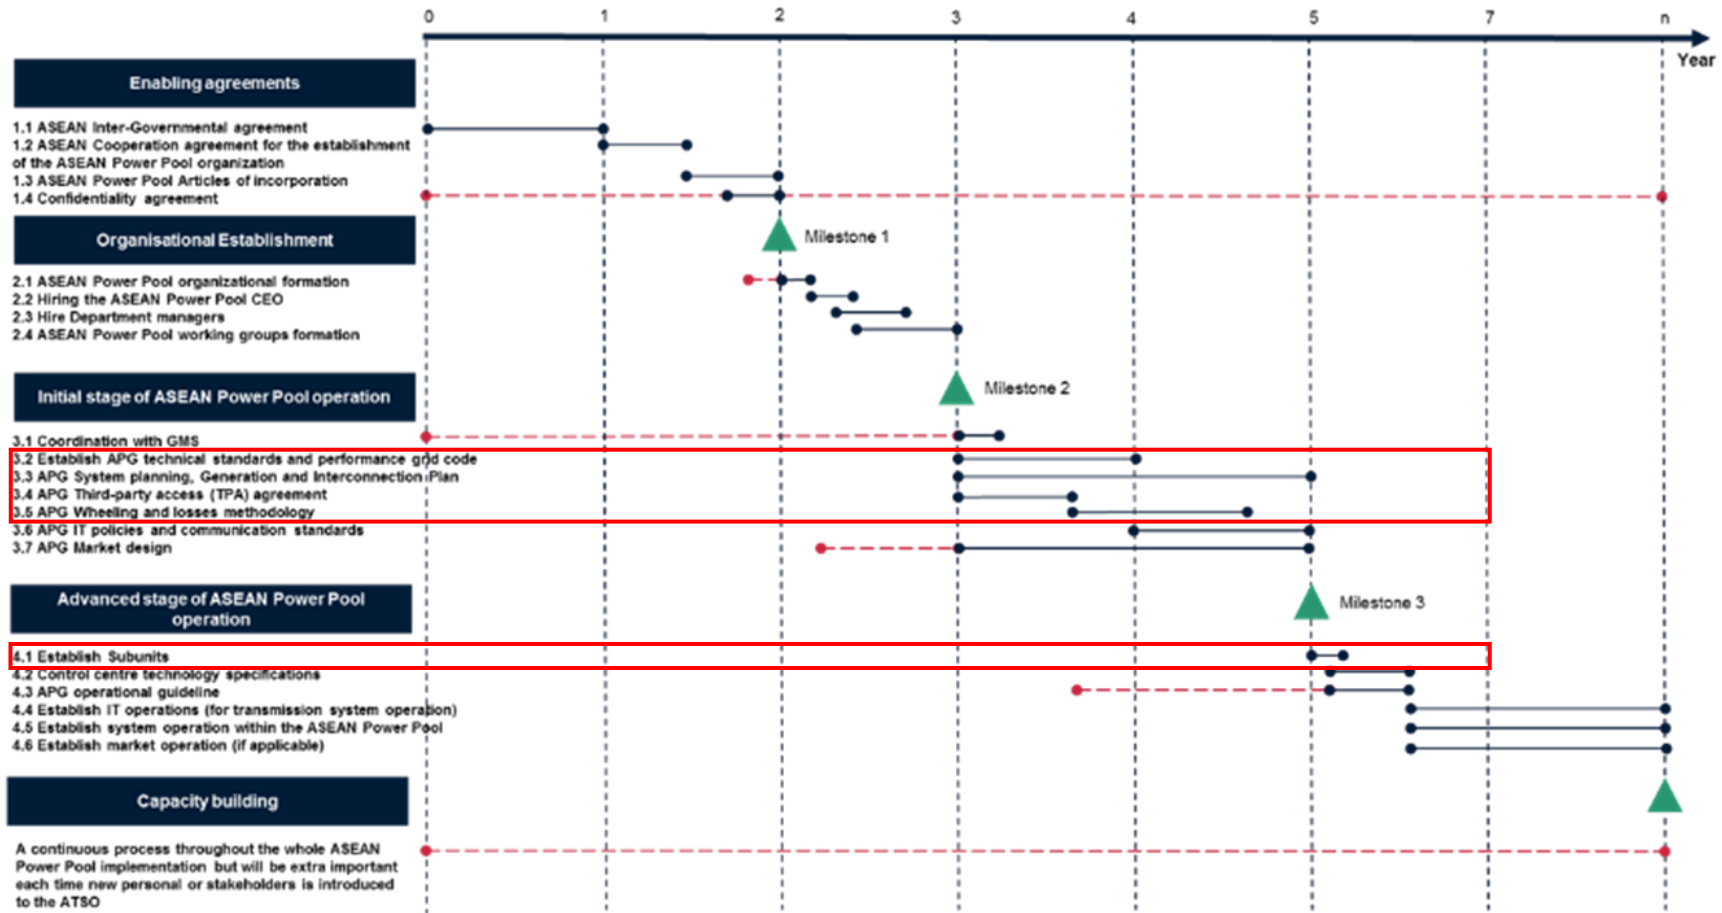 0 1 2 3 4 5 7 n
Year
Enabling agreements
1.1 ASEAN Inter-Governmental agreement
1.2 ASEAN Cooperation agreement for the establishment
of the ASEAN Power Pool organization
1.3 ASEAN Power Pool Articles of incorporation
1.4 Confidentiality agreement
Organisational Establishment
Milestone 1
2.1 ASEAN Power Pool organizational formation
2.2 Hiring the ASEAN Power Pool CEO
2.3 Hire Department managers
2.4 ASEAN Power Pool working groups formation
Initial stage of ASEAN Power Pool operation
Milestone 2
3.1 Coordination with GMS
3.2 Establish APG technical standards and performance grid code
3.3 APG System planning, Generation and Interconnection Plan
3.4 APG Third-party access (TPA) agreement
3.5 APG Wheeling and losses methodology
3.6 APG IT policies and communication standards
3.7 APG Market design
Advanced stage of ASEAN Power Pool
operation
Milestone 3
4.1 Establish Subunits
4.2 Control centre technology specifications
4.3 APG operational guideline
4.4 Establish IT operations (for transmission system operation)
4.5 Establish system operation within the ASEAN Power Pool
4.6 Establish market operation (if applicable)
Capacity building
A continuous process throughout the whole ASEAN
Power Pool implementation but will be extra important
each time new personal or stakeholders is introduced
to the ATSO